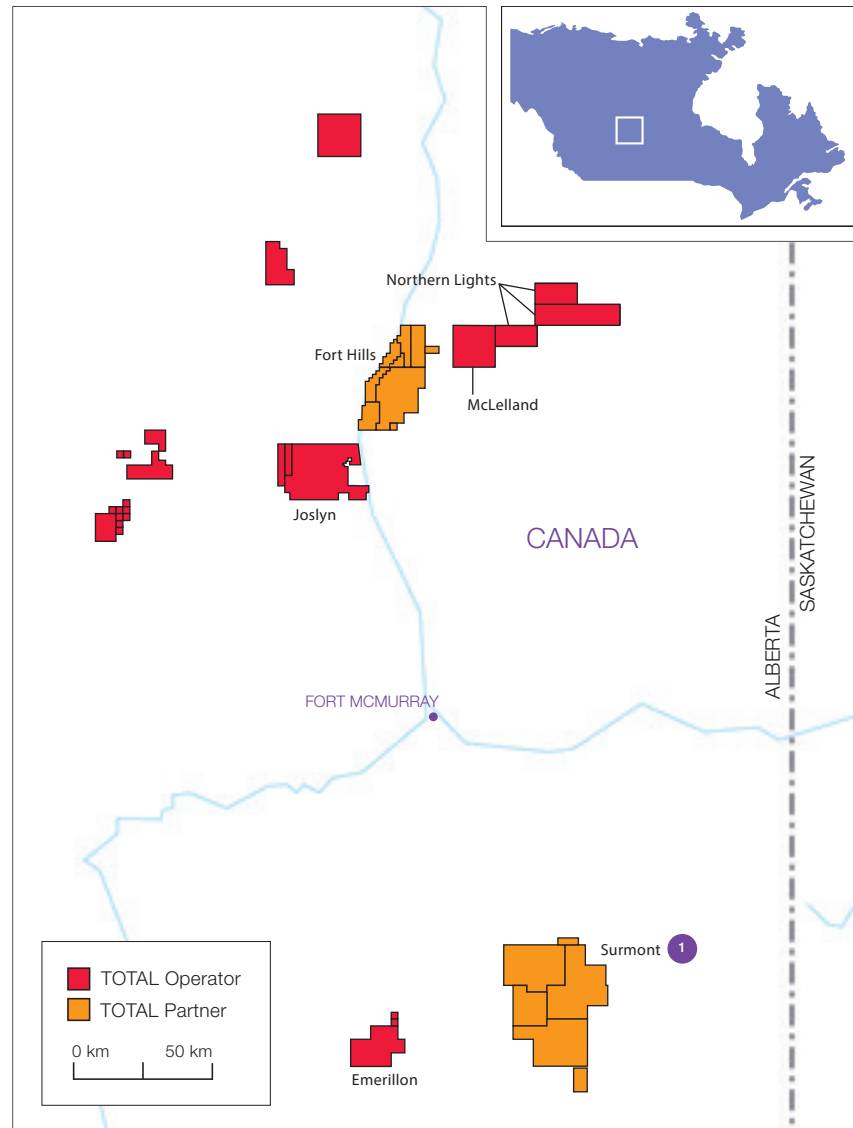 Northern Lights
Fort Hills
McLelland
Joslyn
CANADA
SASKATCHEWAN
ALBERTA
FORT MCMURRAY
Surmont 1
TOTAL Operator
TOTAL Partner
0 km 50 km
Emerillon